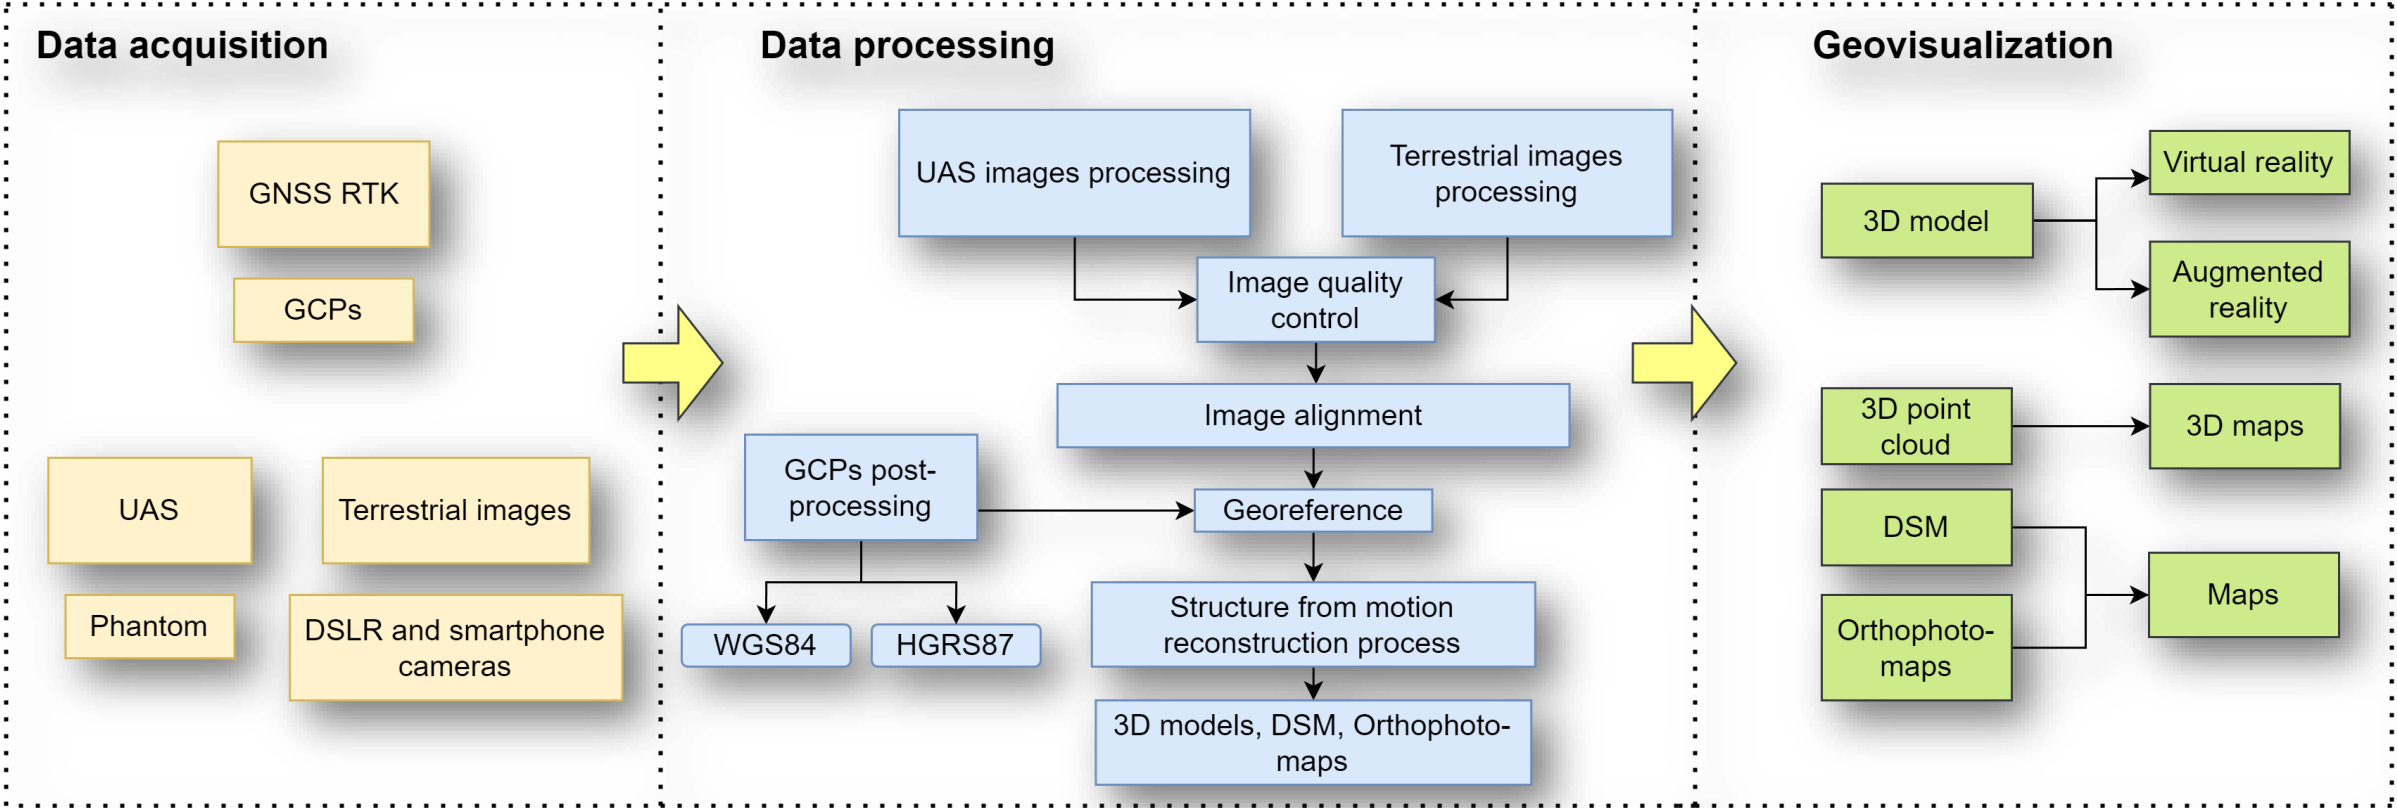 Data acquisition
GNSS RTK
GCPs
UAS
Terrestrial images
Phantom
DSLR and smartphone
cameras
Data processing
UAS images processing
Terrestrial images
processing
Image quality
control
Image alignment
GCPs post-
processing
Georeference
WGS84
HGRS87
Structure from motion
reconstruction process
3D models, DSM, Orthophoto-
maps
Geovisualization
3D model
Virtual reality
Augmented
reality
3D point
cloud
3D maps
DSM
Orthophoto-
maps
Maps